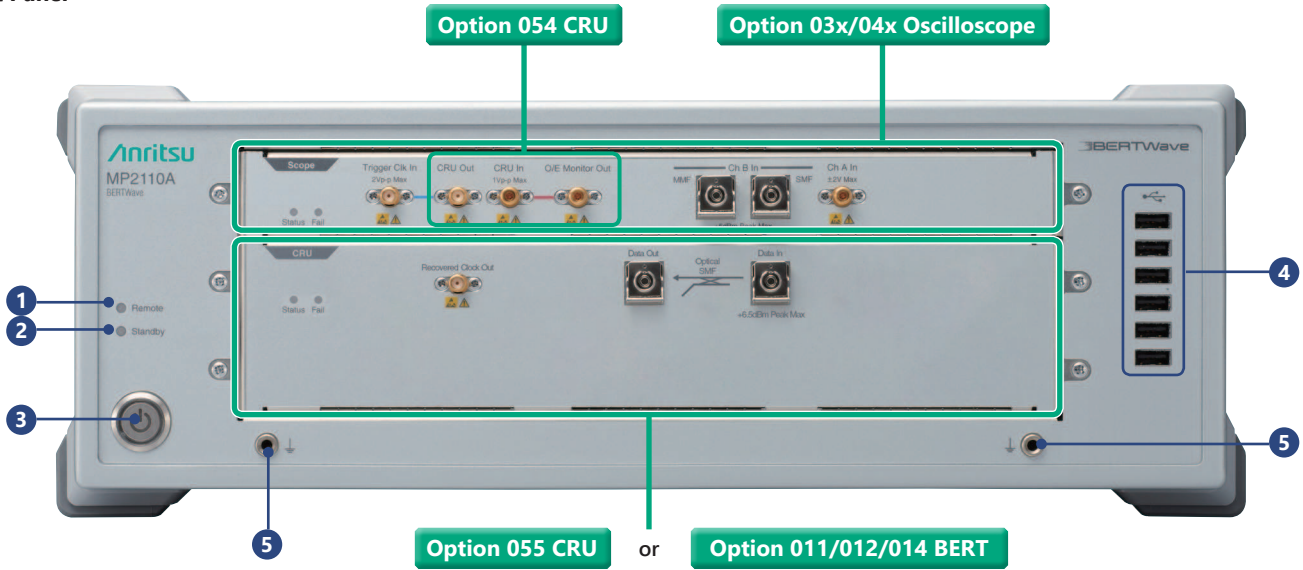 Panel
Option 054 CRU
Option 03x/04x Oscilloscope
Anritsu
MP2110A
BERTWave
BERTWave
Scope
Trigger Clk In
2Vp-p Max
CRU Out
CRU In
1Vp-p Max
O/E Monitor Out
Ch B In
MMF
SMF
Ch A In
±2V Max
Status Fail
CRU
Recovered Clock Out
Data Out
Optical
SMF
Data In
+6.5dBm Peak Max
Status Fail
1
Remote
2
Standby
3
4
5
5
Option 055 CRU
or
Option 011/012/014 BERT